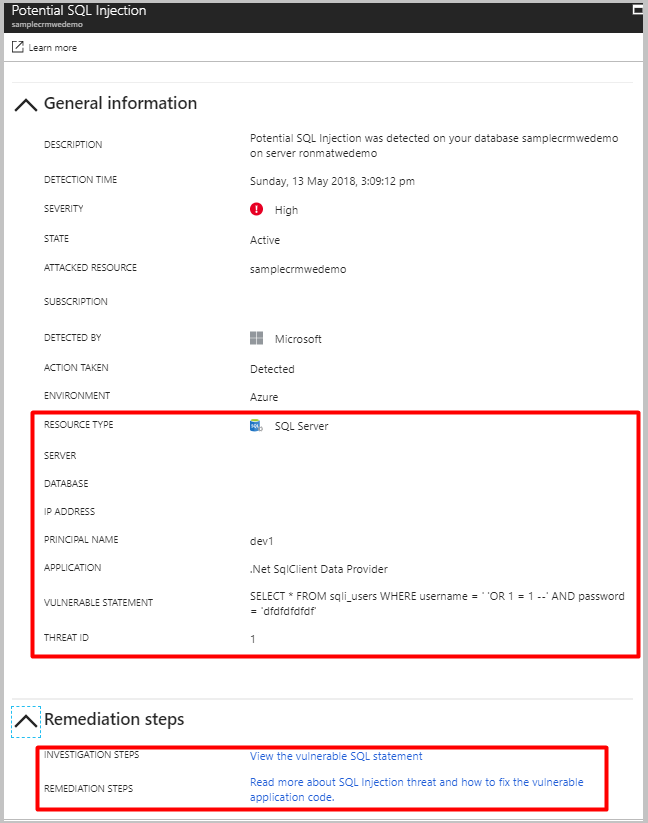 Potential SQL Injection
samplecrmwedemo
Learn more
General information
DESCRIPTION
Potential SQL Injection was detected on your database samplecrmwedemo
on server ronmatwedemo
DETECTION TIME
Sunday, 13 May 2018, 3:09:12 pm
SEVERITY
High
STATE
Active
ATTACKED RESOURCE
samplecrmwedemo
SUBSCRIPTION
DETECTED BY
Microsoft
ACTION TAKEN
Detected
ENVIRONMENT
Azure
RESOURCE TYPE
SQL Server
SERVER
DATABASE
IP ADDRESS
PRINCIPAL NAME
dev1
APPLICATION
.Net SqlClient Data Provider
VULNERABLE STATEMENT
SELECT * FROM sqli_users WHERE username = ' 'OR 1 = 1 --' AND password
= 'dfdfdfdfdf'
THREAT ID
1
Remediation steps
INVESTIGATION STEPS
View the vulnerable SQL statement
REMEDIATION STEPS
Read more about SQL Injection threat and how to fix the vulnerable
application code.